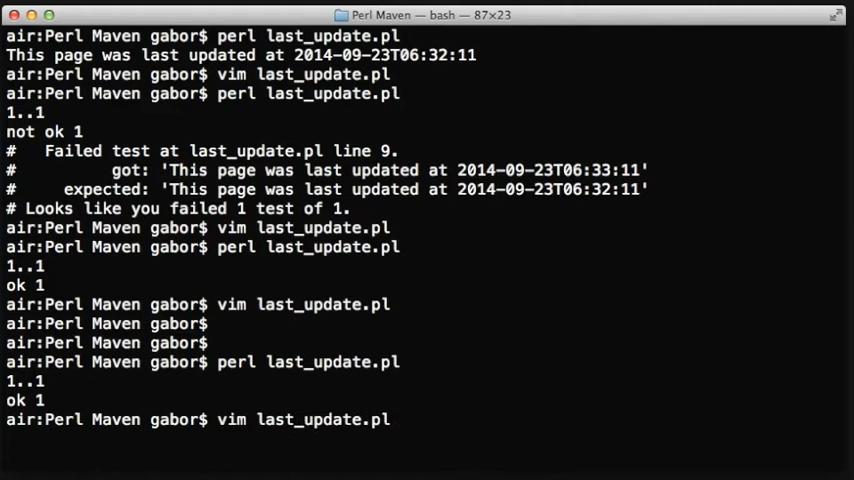 Perl Maven — bash — 87×23
air:Perl Maven gabor$ perl last_update.pl
This page was last updated at 2014-09-23T06:32:11
air:Perl Maven gabor$ vim last_update.pl
air:Perl Maven gabor$ perl last_update.pl
1..1
not ok 1
#   Failed test at last_update.pl line 9.
#          got: 'This page was last updated at 2014-09-23T06:33:11'
#     expected: 'This page was last updated at 2014-09-23T06:32:11'
# Looks like you failed 1 test of 1.
air:Perl Maven gabor$ vim last_update.pl
air:Perl Maven gabor$ perl last_update.pl
1..1
ok 1
air:Perl Maven gabor$ vim last_update.pl
air:Perl Maven gabor$
air:Perl Maven gabor$
air:Perl Maven gabor$ perl last_update.pl
1..1
ok 1
air:Perl Maven gabor$ vim last_update.pl